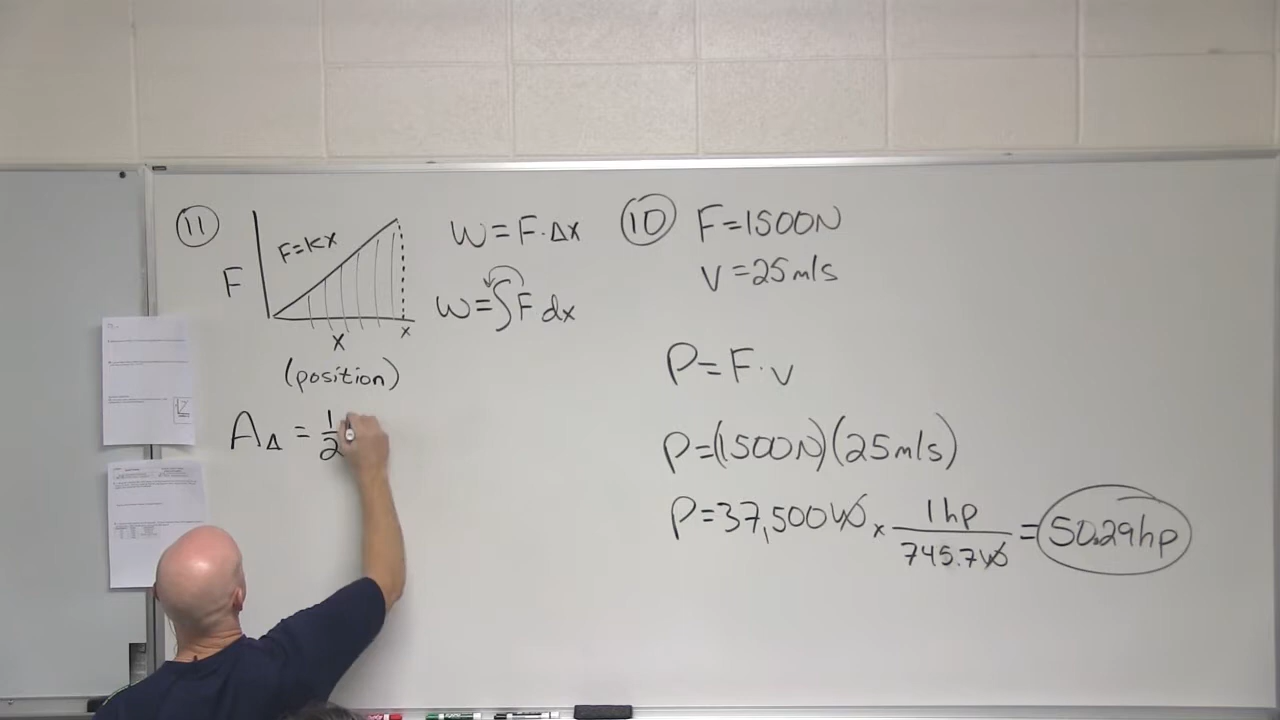 11
F=kx
F
x
x
(position)
W=F·Δx
W=∫F dx
A△ = 1/2
10
F=1500N
v=25m/s
P=F·v
P=(1500N)(25m/s)
P=37,500W × 1hp/745.7W = 50.29hp